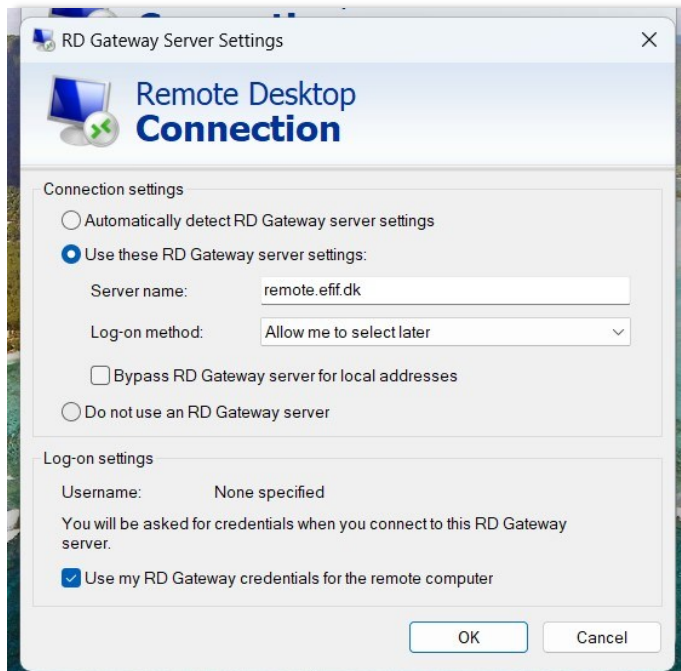 RD Gateway Server Settings
Remote Desktop
Connection
Connection settings
Automatically detect RD Gateway server settings
Use these RD Gateway server settings:
Server name: remote.efif.dk
Log-on method: Allow me to select later
Bypass RD Gateway server for local addresses
Do not use an RD Gateway server
Log-on settings
Username: None specified
You will be asked for credentials when you connect to this RD Gateway
server.
Use my RD Gateway credentials for the remote computer
OK Cancel